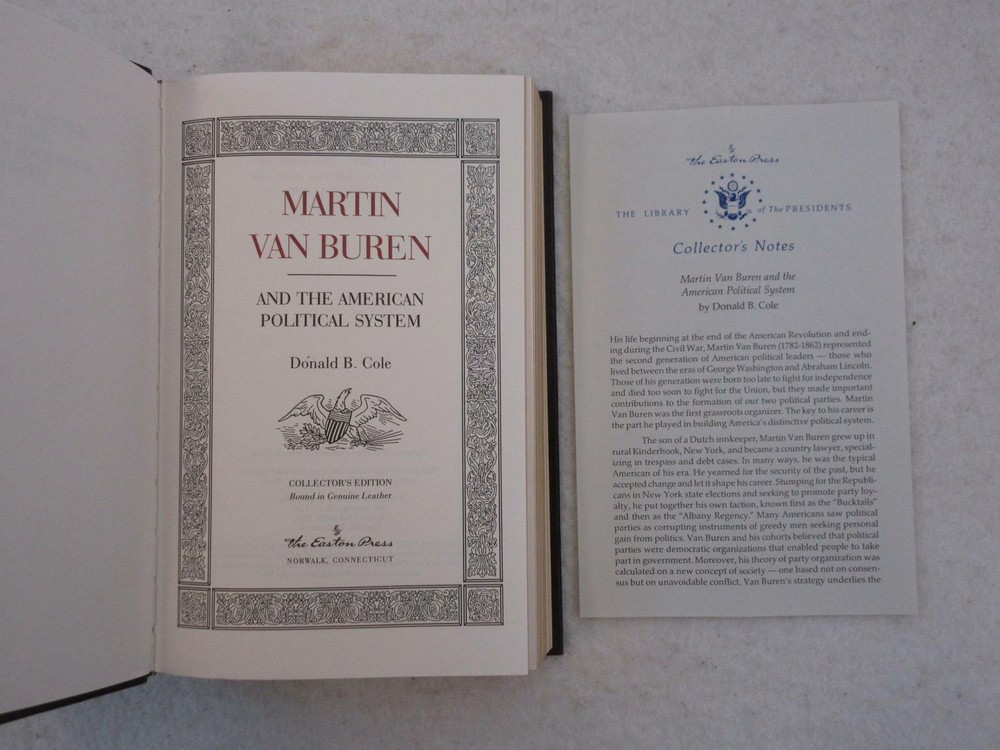 MARTIN
VAN BUREN
AND THE AMERICAN
POLITICAL SYSTEM
Donald B. Cole
COLLECTOR'S EDITION
Bound in Genuine Leather
The Easton Press
NORWALK, CONNECTICUT
The Easton Press
THE LIBRARY of The PRESIDENTS
Collector's Notes
Martin Van Buren and the
American Political System
by Donald B. Cole
His life beginning at the end of the American Revolution and end-
ing during the Civil War, Martin Van Buren (1782-1862) represented
the second generation of American political leaders — those who
lived between the eras of George Washington and Abraham Lincoln.
Those of his generation were born too late to fight for independence
and died too soon to fight for the Union, but they made important
contributions to the formation of our two political parties. Martin
Van Buren was the first grassroots organizer. The key to his career is
the part he played in building America's distinctive political system.
The son of a Dutch innkeeper, Martin Van Buren grew up in
rural Kinderhook, New York, and became a country lawyer, special-
izing in trespass and debt cases. In many ways, he was the typical
American of his era. He yearned for the security of the past, but he
accepted change and let it shape his career. Stumping for the Republi-
cans in New York state elections and seeking to promote party loy-
alty, he put together his own faction, known first as the "Bucktails"
and then as the "Albany Regency." Many Americans saw political
parties as corrupting instruments of greedy men seeking personal
gain from politics. Van Buren and his cohorts believed that political
parties were democratic organizations that enabled people to take
part in government. Moreover, his theory of party organization was
calculated on a new concept of society — one based not on consen-
sus but on unavoidable conflict. Van Buren's strategy underlies the